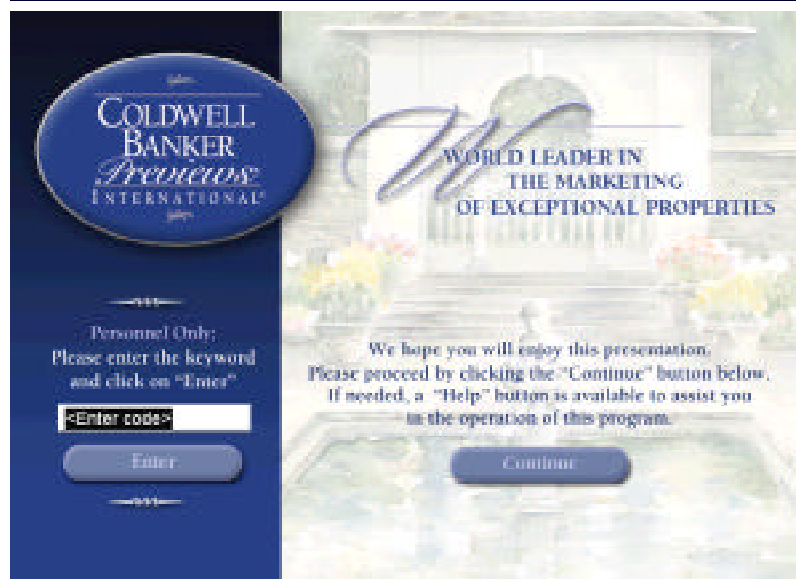 COLDWELL
BANKER
Previews
INTERNATIONAL®
Personnel Only;
Please enter the keyword
and click on “Enter”
<Enter code>
Enter
WORLD LEADER IN
THE MARKETING
OF EXCEPTIONAL PROPERTIES
We hope you will enjoy this presentation.
Please proceed by clicking the “Continue” button below.
If needed, a “Help” button is available to assist you
in the operation of this program.
Continue